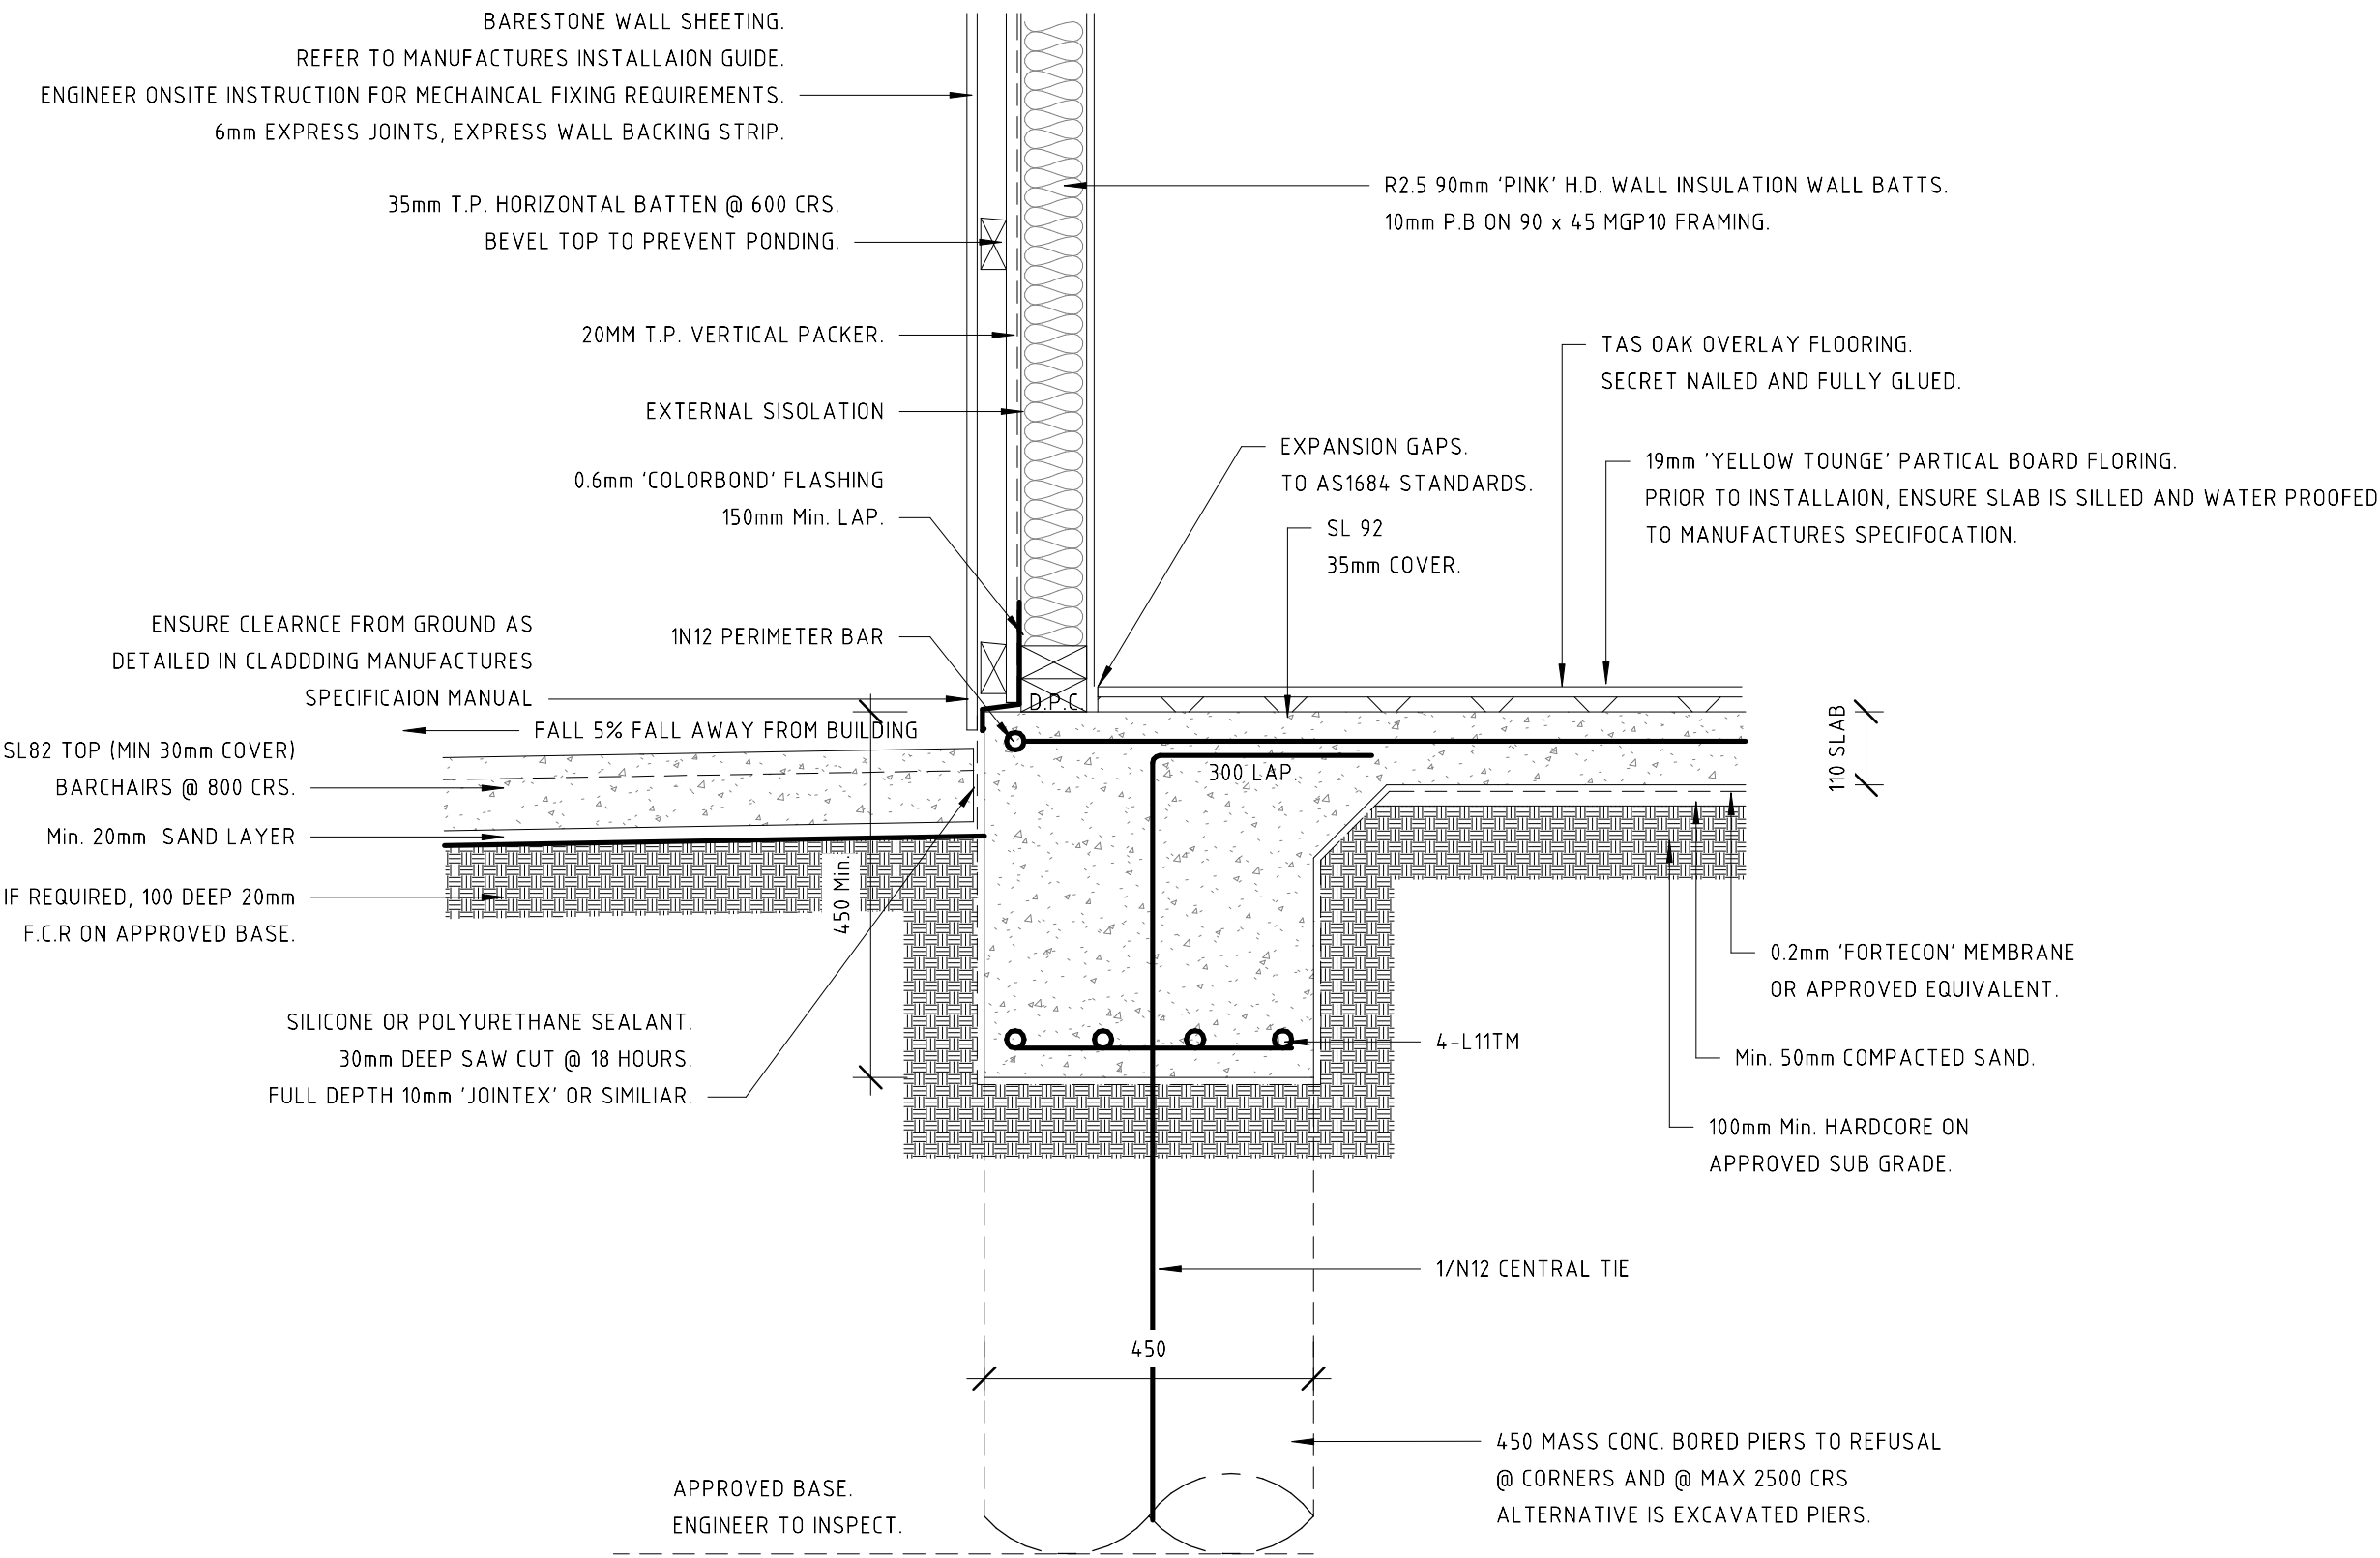 BARESTONE WALL SHEETING.
REFER TO MANUFACTURES INSTALLAION GUIDE.
ENGINEER ONSITE INSTRUCTION FOR MECHAINCAL FIXING REQUIREMENTS.
6mm EXPRESS JOINTS, EXPRESS WALL BACKING STRIP.
R2.5 90mm 'PINK' H.D. WALL INSULATION WALL BATTS.
10mm P.B ON 90 x 45 MGP10 FRAMING.
35mm T.P. HORIZONTAL BATTEN @ 600 CRS.
BEVEL TOP TO PREVENT PONDING.
20MM T.P. VERTICAL PACKER.
TAS OAK OVERLAY FLOORING.
SECRET NAILED AND FULLY GLUED.
EXTERNAL SISOLATION
EXPANSION GAPS.
TO AS1684 STANDARDS.
19mm 'YELLOW TOUNGE' PARTICAL BOARD FLORING.
PRIOR TO INSTALLAION, ENSURE SLAB IS SILLED AND WATER PROOFED
TO MANUFACTURES SPECIFOCATION.
0.6mm 'COLORBOND' FLASHING
150mm Min. LAP.
SL 92
35mm COVER.
ENSURE CLEARNCE FROM GROUND AS
DETAILED IN CLADDDING MANUFACTURES
SPECIFICAION MANUAL
1N12 PERIMETER BAR
D.P.C.
FALL 5% FALL AWAY FROM BUILDING
110 SLAB
SL82 TOP (MIN 30mm COVER)
BARCHAIRS @ 800 CRS.
300 LAP.
Min. 20mm SAND LAYER
450 Min.
IF REQUIRED, 100 DEEP 20mm
F.C.R ON APPROVED BASE.
0.2mm 'FORTECON' MEMBRANE
OR APPROVED EQUIVALENT.
SILICONE OR POLYURETHANE SEALANT.
30mm DEEP SAW CUT @ 18 HOURS.
FULL DEPTH 10mm 'JOINTEX' OR SIMILIAR.
4-L11TM
Min. 50mm COMPACTED SAND.
100mm Min. HARDCORE ON
APPROVED SUB GRADE.
1/N12 CENTRAL TIE
450
450 MASS CONC. BORED PIERS TO REFUSAL
@ CORNERS AND @ MAX 2500 CRS
ALTERNATIVE IS EXCAVATED PIERS.
APPROVED BASE.
ENGINEER TO INSPECT.